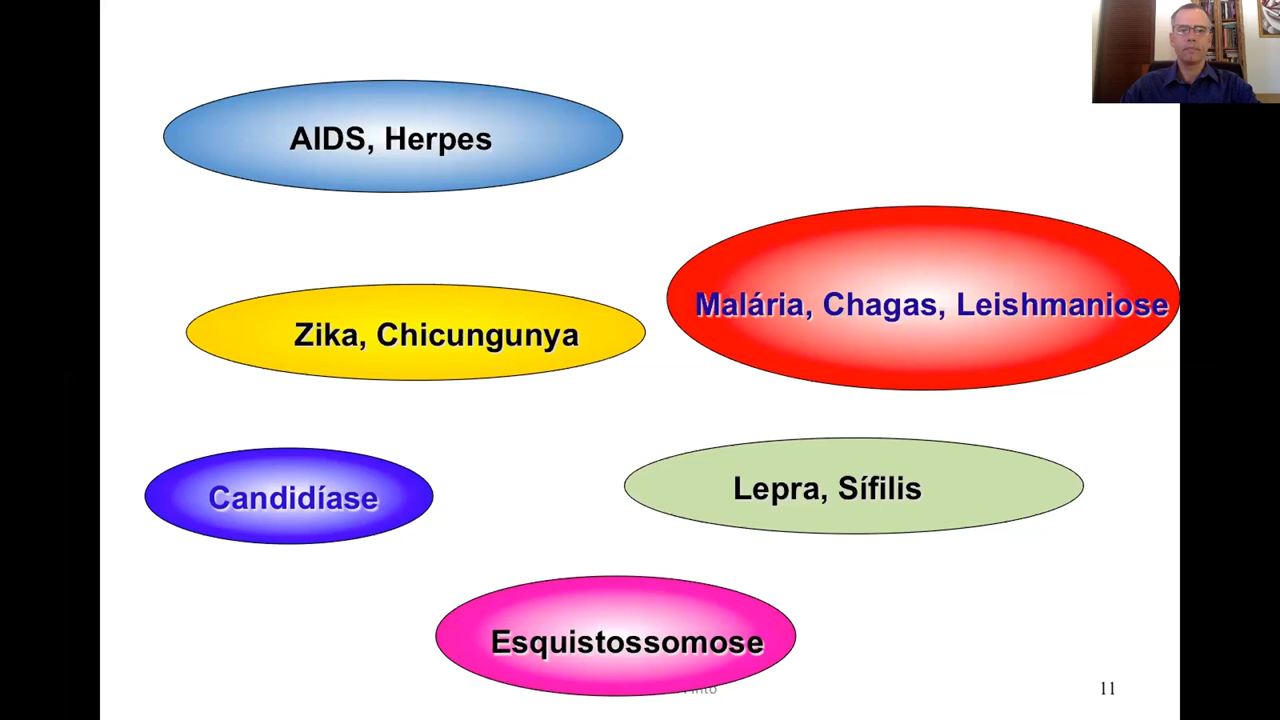 AIDS, Herpes
Malária, Chagas, Leishmaniose
Zika, Chicungunya
Candidíase
Lepra, Sífilis
Esquistossomose
11